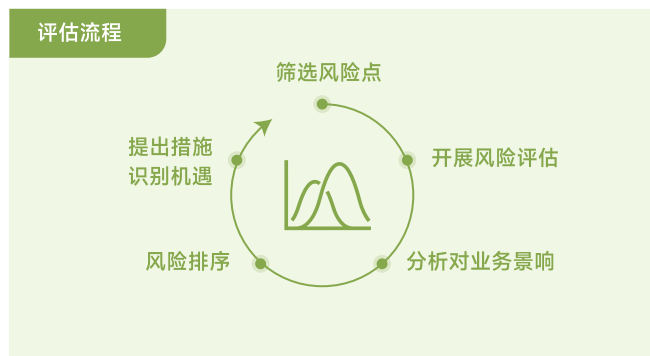 评估流程
筛选风险点
开展风险评估
分析对业务景响
风险排序
提出措施
识别机遇